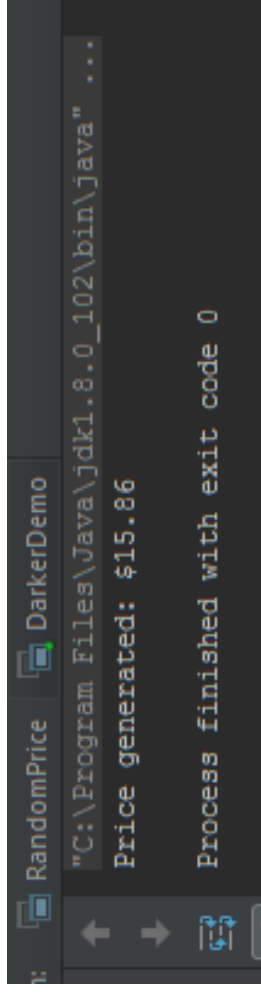 n: RandomPrice DarkerDemo
"C:\Program Files\Java\jdk1.8.0_102\bin\java" ...
Price generated: $15.86
Process finished with exit code 0